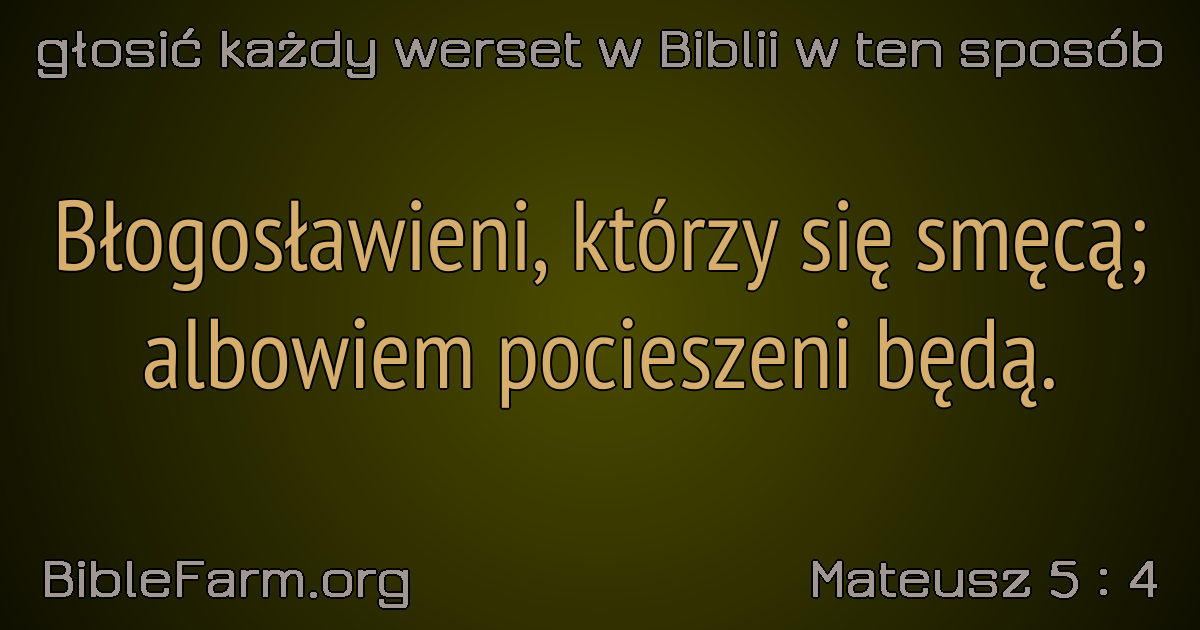 głosić każdy werset w Biblii w ten sposób
Błogosławieni, którzy się smęcą;
albowiem pocieszeni będą.
BibleFarm.org
Mateusz 5 : 4